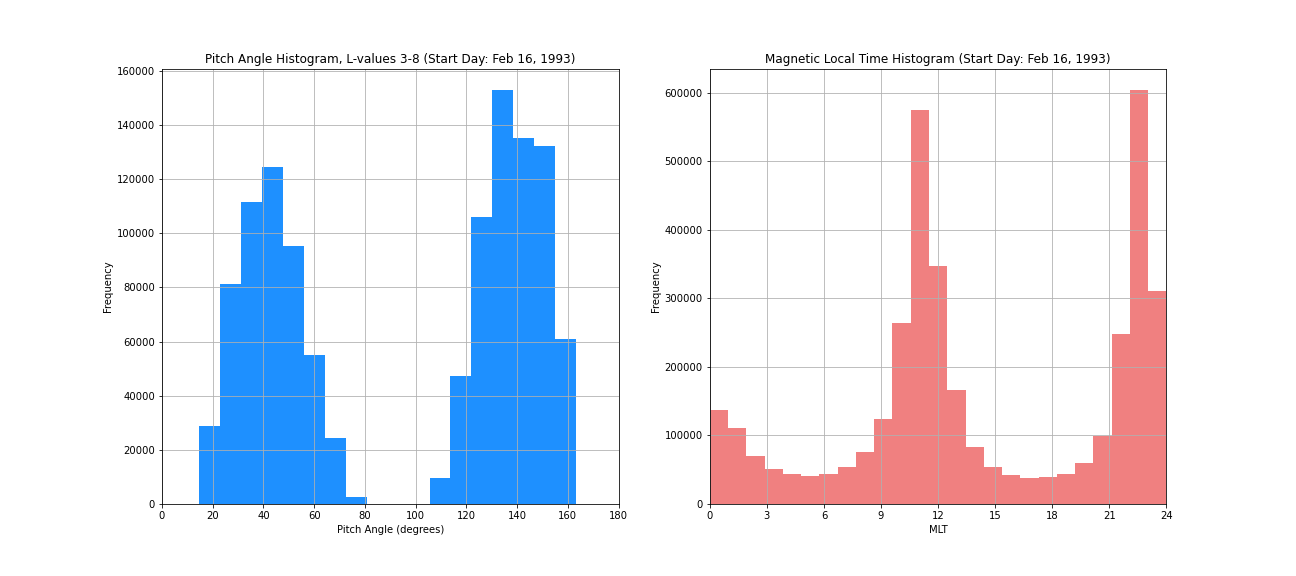 Pitch Angle Histogram, L-values 3-8 (Start Day: Feb 16, 1993)
160000
140000
120000
100000
80000
60000
40000
20000
0
Frequency
0 20 40 60 80 100 120 140 160 180
Pitch Angle (degrees)
Magnetic Local Time Histogram (Start Day: Feb 16, 1993)
600000
500000
400000
300000
200000
100000
0
Frequency
0 3 6 9 12 15 18 21 24
MLT